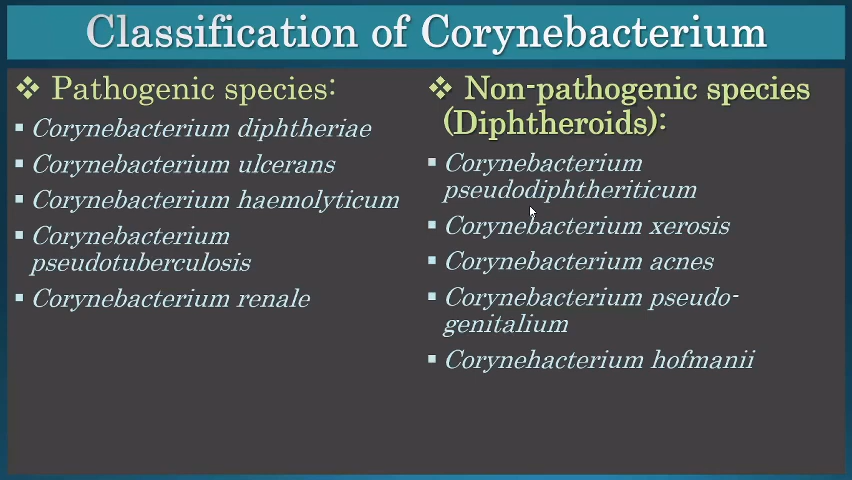 Classification of Corynebacterium
❖ Pathogenic species:
▪ Corynebacterium diphtheriae
▪ Corynebacterium ulcerans
▪ Corynebacterium haemolyticum
▪ Corynebacterium
pseudotuberculosis
▪ Corynebacterium renale
❖ Non-pathogenic species
(Diphtheroids):
▪ Corynebacterium
pseudodiphtheriticum
▪ Corynebacterium xerosis
▪ Corynebacterium acnes
▪ Corynebacterium pseudo-
genitalium
▪ Corynehacterium hofmanii